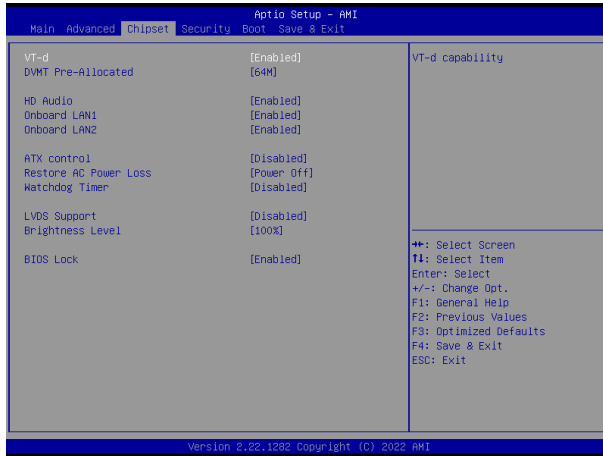 Aptio Setup - AMI
Main Advanced Chipset Security Boot Save & Exit
VT-d [Enabled]
DVMT Pre-Allocated [64M]
HD Audio [Enabled]
Onboard LAN1 [Enabled]
Onboard LAN2 [Enabled]
ATX control [Disabled]
Restore AC Power Loss [Power Off]
Watchdog Timer [Disabled]
LVDS Support [Disabled]
Brightness Level [100%]
BIOS Lock [Enabled]
VT-d capability
→←: Select Screen
↑↓: Select Item
Enter: Select
+/-: Change Opt.
F1: General Help
F2: Previous Values
F3: Optimized Defaults
F4: Save & Exit
ESC: Exit
Version 2.22.1282 Copyright (C) 2022 AMI